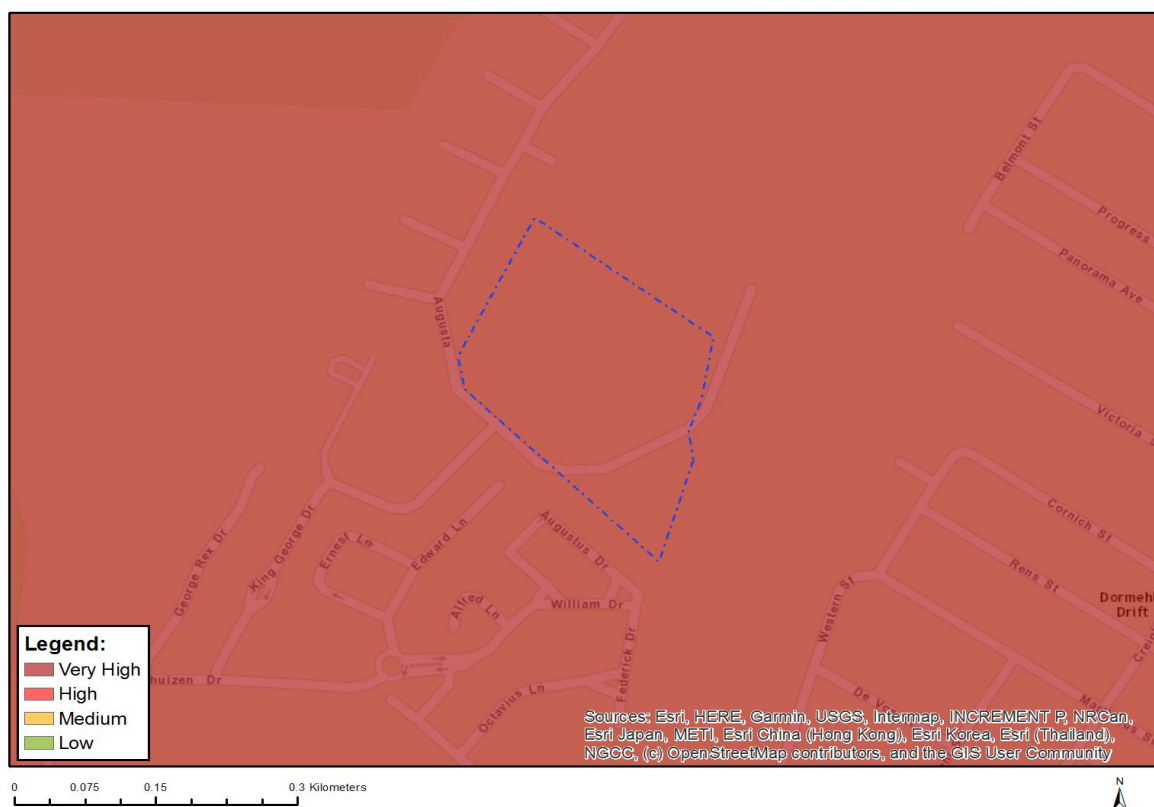 Belmont St
Progress
Panorama Ave
Augusta
Victoria S
George Rex Dr
King George Dr
Ernest Ln
Edward Ln
Augustus Dr
Alfred Ln
William Dr
Federick Dr
Octavius Ln
huizen Dr
Western St
Cornich St
Rens St
Dormehl
Drift
De Vo
Legend:
Very High
High
Medium
Low
Sources: Esri, HERE, Garmin, USGS, Intermap, INCREMENT P, NRCan,
Esri Japan, METI, Esri China (Hong Kong), Esri Korea, Esri (Thailand),
NGCC, (c) OpenStreetMap contributors, and the GIS User Community
0 0.075 0.15 0.3 Kilometers
N